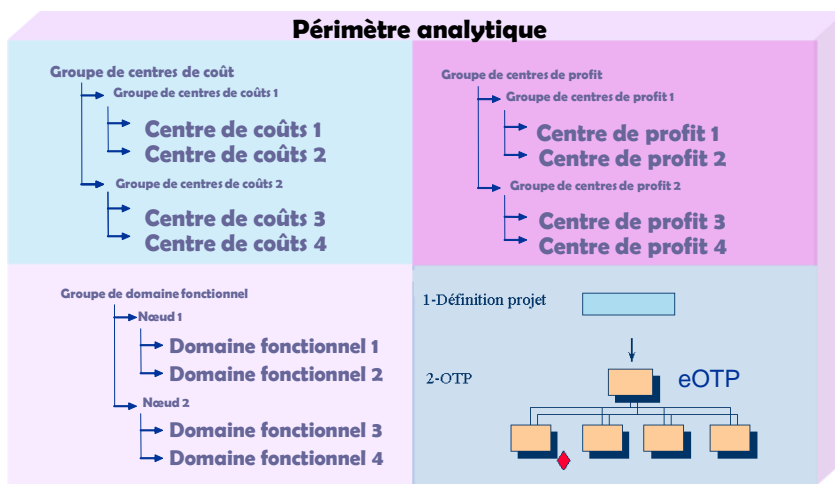 Périmètre analytique
Groupe de centres de coût
Groupe de centres de coûts 1
Centre de coûts 1
Centre de coûts 2
Groupe de centres de coûts 2
Centre de coûts 3
Centre de coûts 4
Groupe de centres de profit
Groupe de centres de profit 1
Centre de profit 1
Centre de profit 2
Groupe de centres de profit 2
Centre de profit 3
Centre de profit 4
Groupe de domaine fonctionnel
Nœud 1
Domaine fonctionnel 1
Domaine fonctionnel 2
Nœud 2
Domaine fonctionnel 3
Domaine fonctionnel 4
1-Définition projet
2-OTP
eOTP